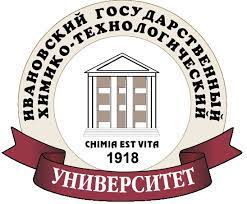 ИВАНОВСКИЙ ГОСУДАРСТВЕННЫЙ
ХИМИКО-ТЕХНОЛОГИЧЕСКИЙ
CHIMIA EST VITA
1918
УНИВЕРСИТЕТ